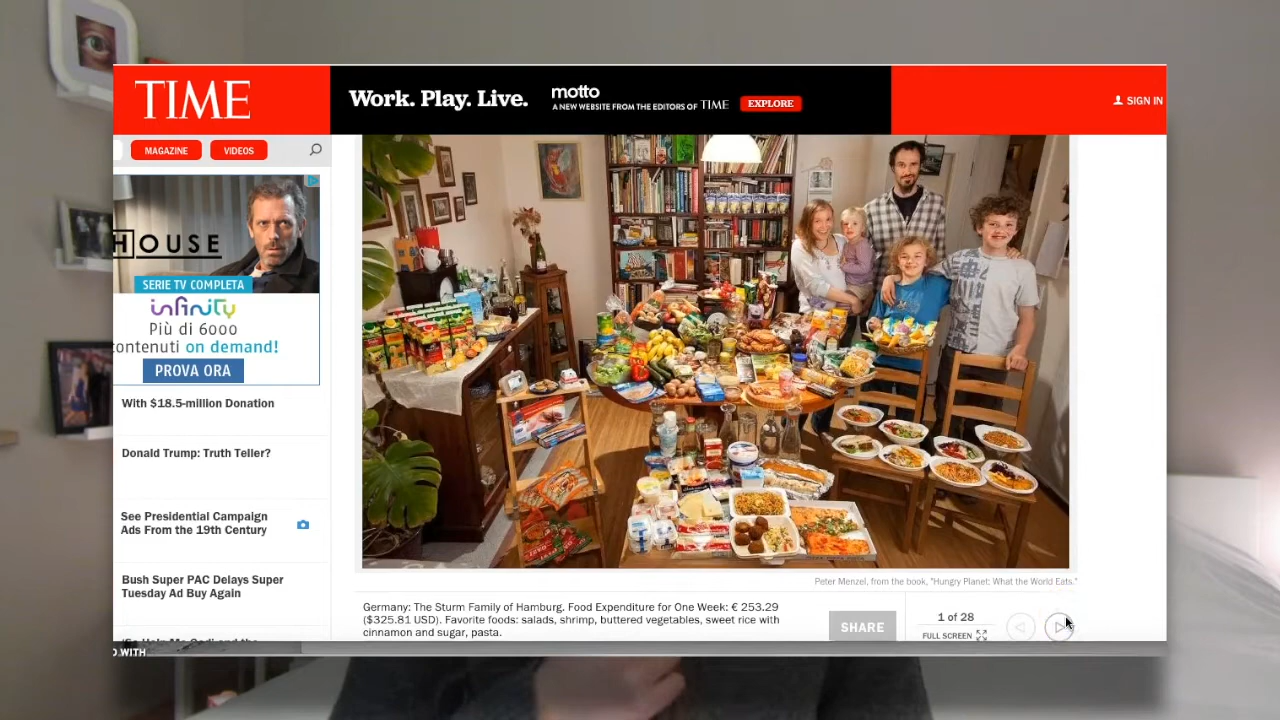 TIME
Work. Play. Live.
motto
A NEW WEBSITE FROM THE EDITORS OF TIME
EXPLORE
SIGN IN
MAGAZINE
VIDEOS
HOUSE
SERIE TV COMPLETA
infinity
Più di 6000
contenuti on demand!
PROVA ORA
With $18.5-million Donation
Donald Trump: Truth Teller?
See Presidential Campaign
Ads From the 19th Century
Bush Super PAC Delays Super
Tuesday Ad Buy Again
Peter Menzel, from the book, "Hungry Planet: What the World Eats."
Germany: The Sturm Family of Hamburg. Food Expenditure for One Week: € 253.29
($325.81 USD). Favorite foods: salads, shrimp, buttered vegetables, sweet rice with
cinnamon and sugar, pasta.
SHARE
1 of 28
FULL SCREEN
WITH